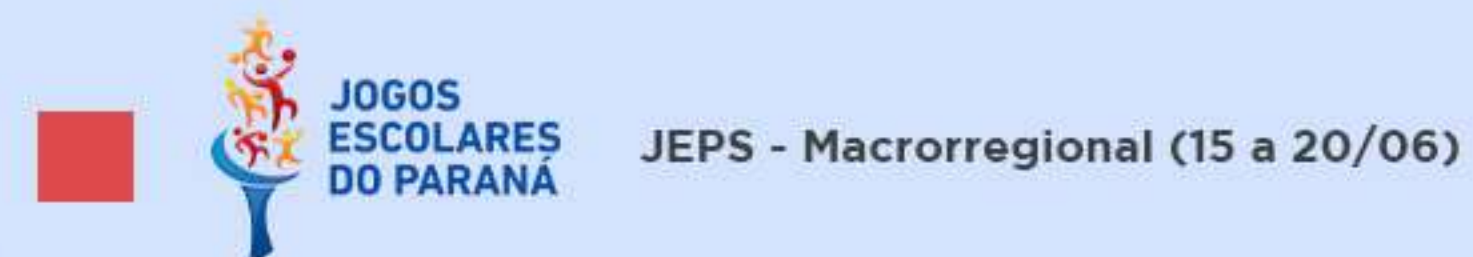 JOGOS
ESCOLARES
DO PARANÁ
JEPS - Macrorregional (15 a 20/06)